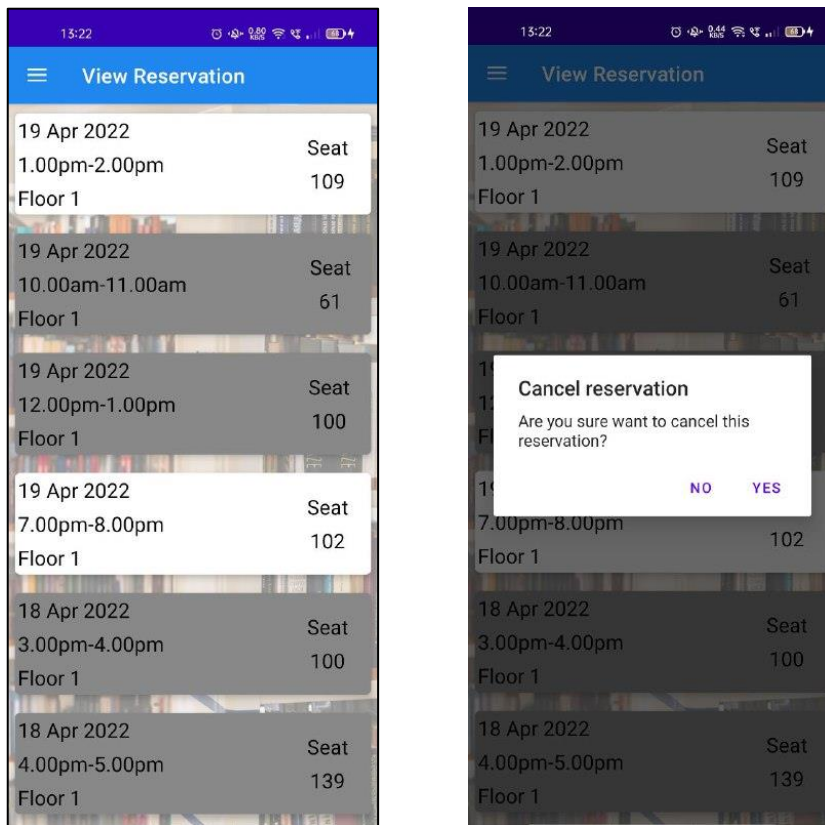 13:22
0.80
KB/S
View Reservation
19 Apr 2022
1.00pm-2.00pm
Floor 1
Seat
109
19 Apr 2022
10.00am-11.00am
Floor 1
Seat
61
19 Apr 2022
12.00pm-1.00pm
Floor 1
Seat
100
19 Apr 2022
7.00pm-8.00pm
Floor 1
Seat
102
18 Apr 2022
3.00pm-4.00pm
Floor 1
Seat
100
18 Apr 2022
4.00pm-5.00pm
Floor 1
Seat
139
13:22
0.44
KB/S
View Reservation
19 Apr 2022
1.00pm-2.00pm
Floor 1
Seat
109
19 Apr 2022
10.00am-11.00am
Floor 1
Seat
61
Cancel reservation
Are you sure want to cancel this
reservation?
NO YES
7.00pm-8.00pm
Floor 1
102
18 Apr 2022
3.00pm-4.00pm
Floor 1
Seat
100
18 Apr 2022
4.00pm-5.00pm
Floor 1
Seat
139